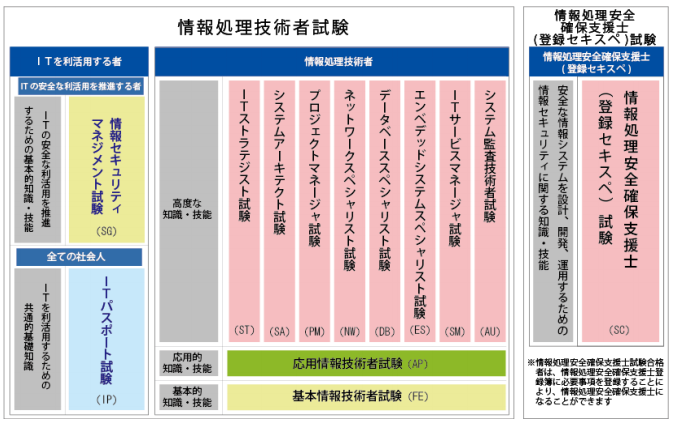 情報処理技術者試験
ITを利活用する者
ITの安全な利活用を推進する者
ITの安全な利活用を推進
するための基本的知識・技能
情報セキュリティ
マネジメント試験
(SG)
全ての社会人
ITを利活用するための
共通的基礎知識
ITパスポート試験
(IP)
情報処理技術者
高度な
知識・技能
ITストラテジスト試験
(ST)
システムアーキテクト試験
(SA)
プロジェクトマネージャ試験
(PM)
ネットワークスペシャリスト試験
(NW)
データベーススペシャリスト試験
(DB)
エンベデッドシステムスペシャリスト試験
(ES)
ITサービスマネージャ試験
(SM)
システム監査技術者試験
(AU)
応用的
知識・技能
応用情報技術者試験(AP)
基本的
知識・技能
基本情報技術者試験(FE)
情報処理安全
確保支援士
(登録セキスペ)試験
情報処理安全確保支援士
(登録セキスペ)
安全な情報システムを設計、開発、運用するための
情報セキュリティに関する知識・技能
情報処理安全確保支援士
(登録セキスペ)試験
(SC)
※情報処理安全確保支援士試験合格
者は、情報処理安全確保支援士登
録簿に必要事項を登録することに
より、情報処理安全確保支援士に
なることができます